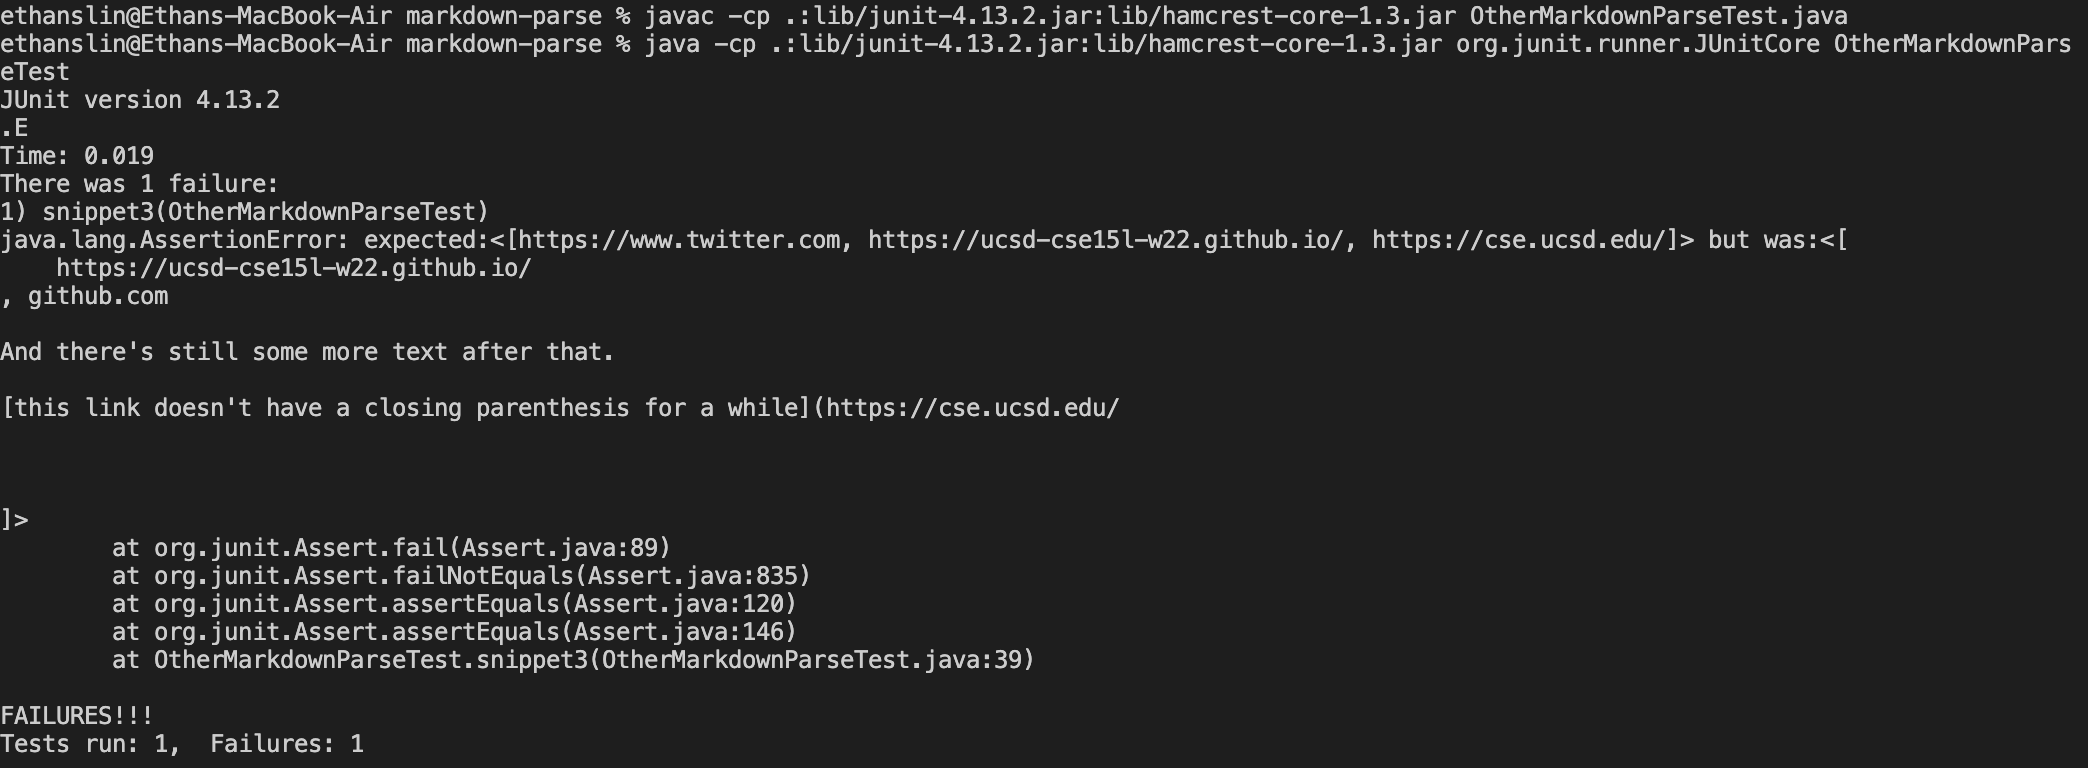 ethanslin@Ethans-MacBook-Air markdown-parse % javac -cp .:lib/junit-4.13.2.jar:lib/hamcrest-core-1.3.jar OtherMarkdownParseTest.java
ethanslin@Ethans-MacBook-Air markdown-parse % java -cp .:lib/junit-4.13.2.jar:lib/hamcrest-core-1.3.jar org.junit.runner.JUnitCore OtherMarkdownPars
eTest
JUnit version 4.13.2
.E
Time: 0.019
There was 1 failure:
1) snippet3(OtherMarkdownParseTest)
java.lang.AssertionError: expected:<[https://www.twitter.com, https://ucsd-cse15l-w22.github.io/, https://cse.ucsd.edu/]> but was:<[
    https://ucsd-cse15l-w22.github.io/
, github.com

And there's still some more text after that.

[this link doesn't have a closing parenthesis for a while](https://cse.ucsd.edu/



]>
        at org.junit.Assert.fail(Assert.java:89)
        at org.junit.Assert.failNotEquals(Assert.java:835)
        at org.junit.Assert.assertEquals(Assert.java:120)
        at org.junit.Assert.assertEquals(Assert.java:146)
        at OtherMarkdownParseTest.snippet3(OtherMarkdownParseTest.java:39)

FAILURES!!!
Tests run: 1,  Failures: 1